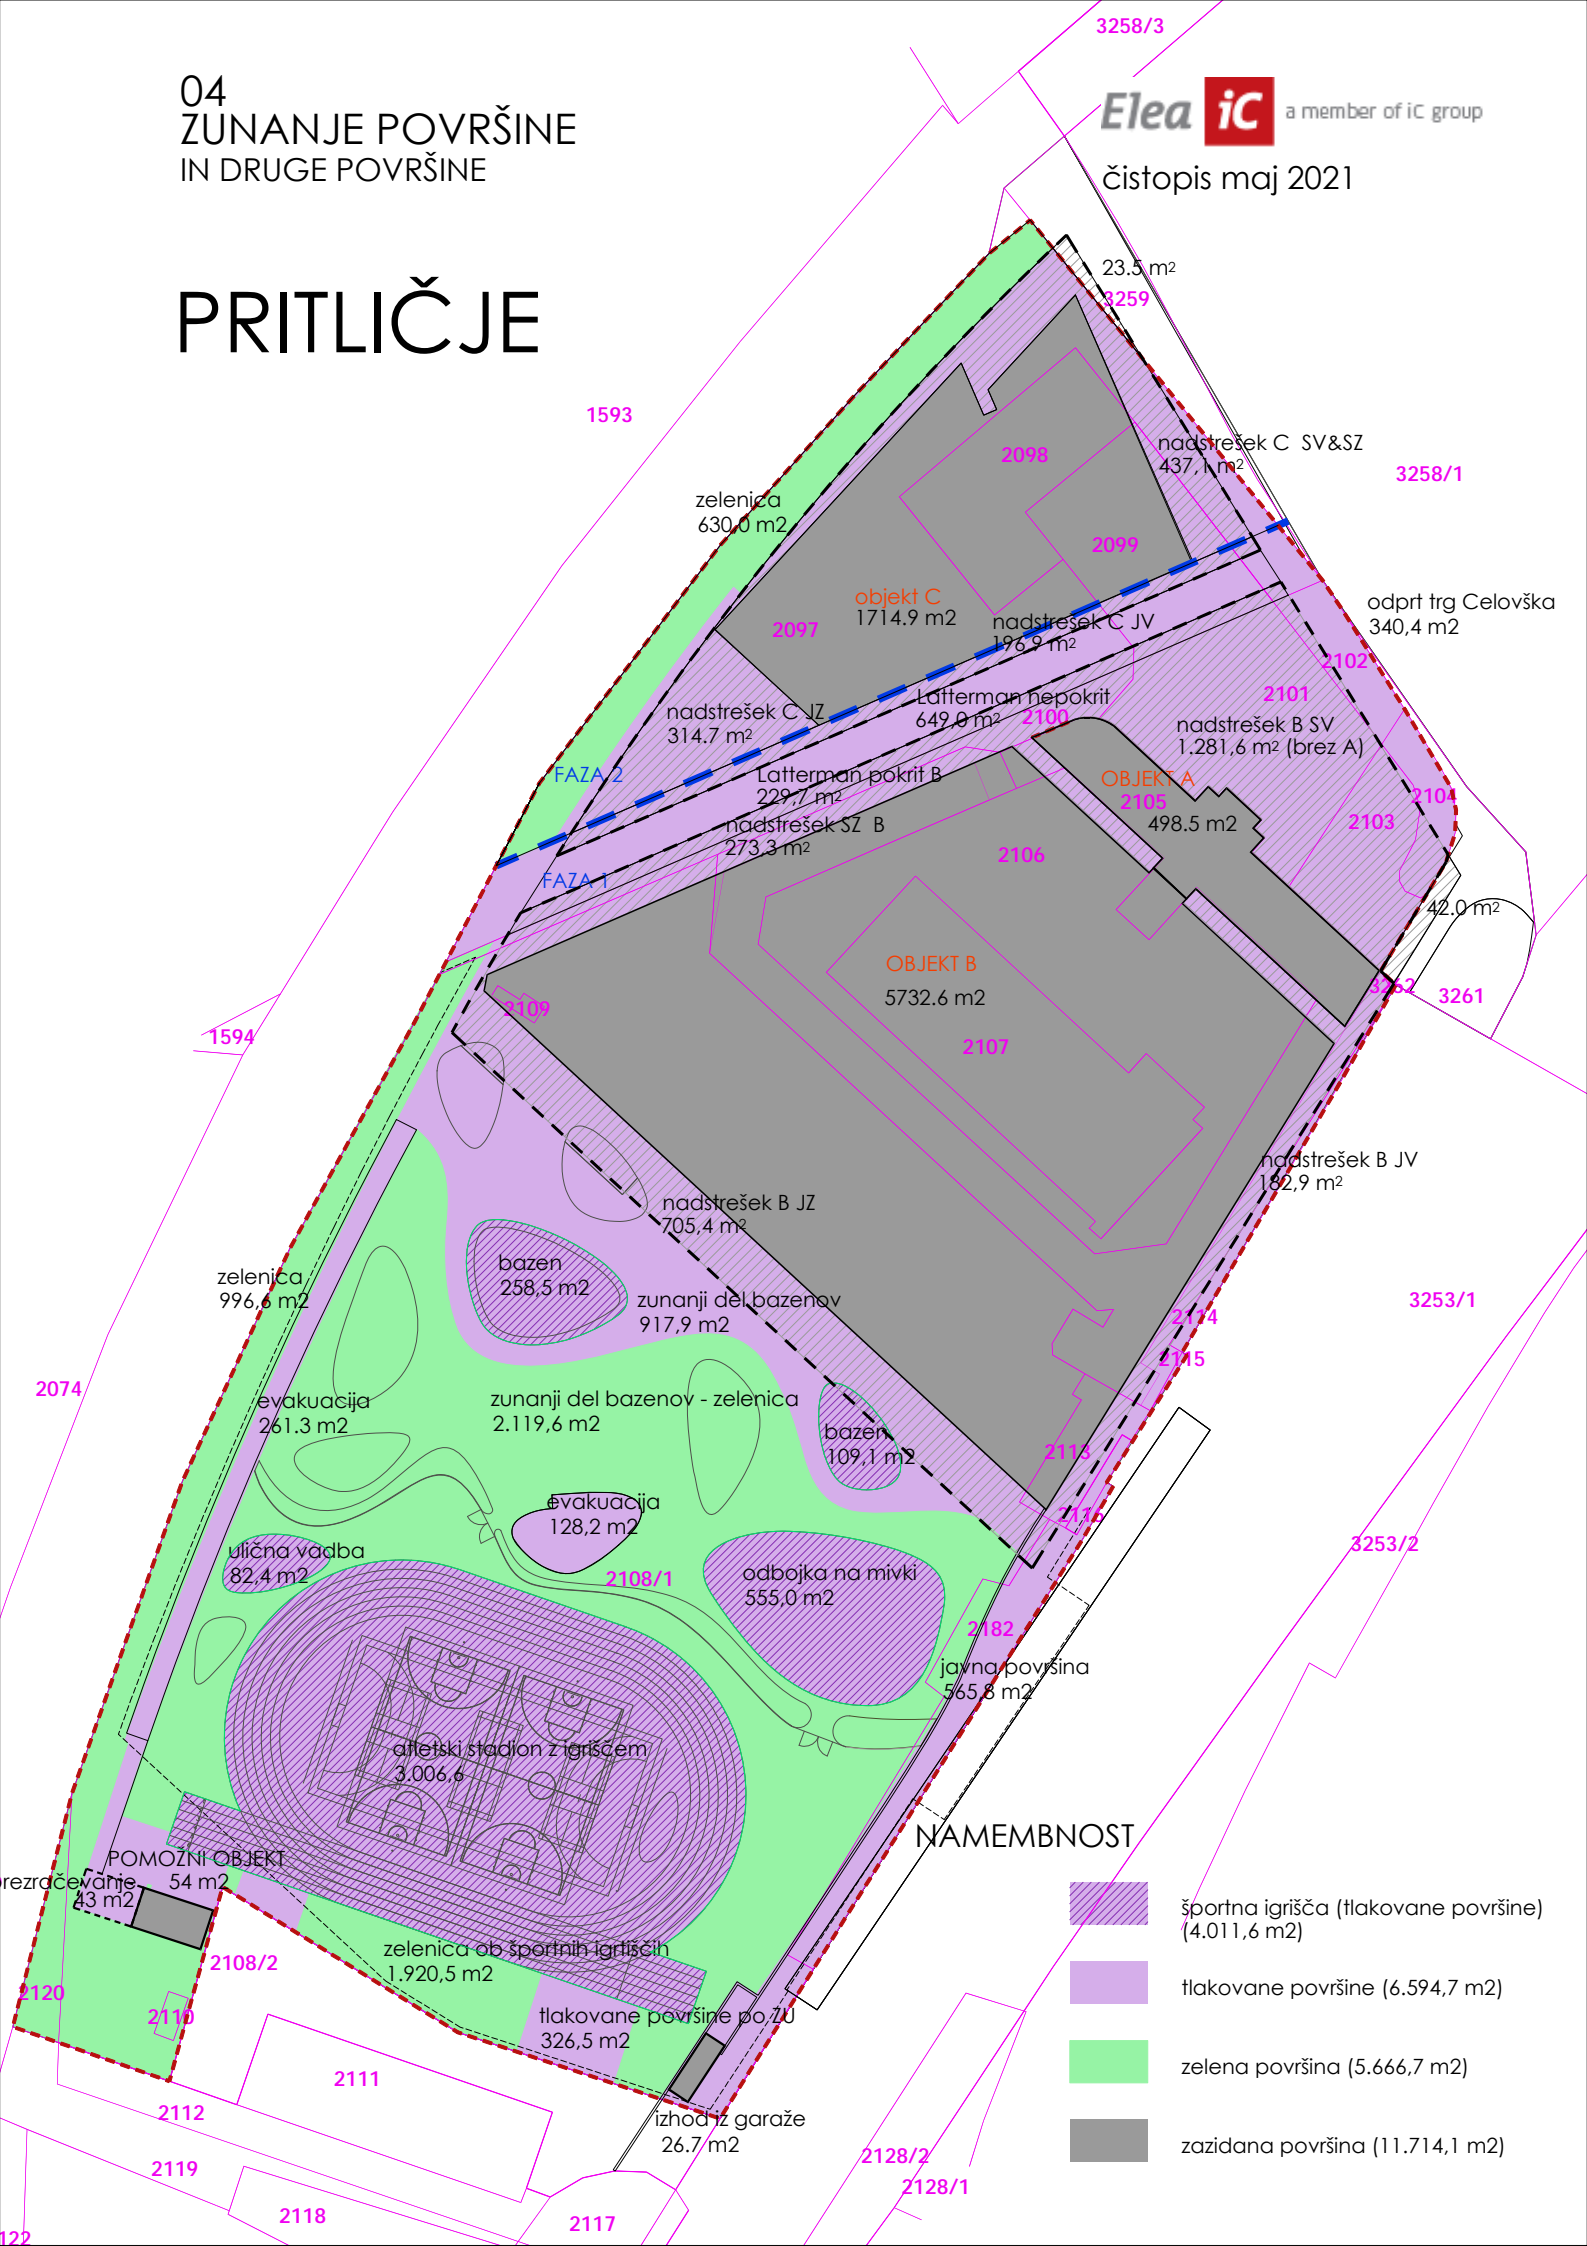 04
ZUNANJE POVRŠINE
IN DRUGE POVRŠINE
PRITLIČJE
Elea iC a member of iC group
čistopis maj 2021
3258/3
23.5 m2
3259
1593
2098
nadstrešek C  SV&SZ
437,1 m2
3258/1
zelenica
630,0 m2
2099
objekt C
1714.9 m2
2097
nadstrešek C JV
196,9 m2
odprt trg Celovška
340,4 m2
2102
2101
Latterman nepokrit
649,0 m2
2100
nadstrešek C JZ
314.7 m2
nadstrešek B SV
1.281,6 m2 (brez A)
FAZA 2
Latterman pokrit B
229,7 m2
OBJEKT A
2105
498.5 m2
2104
2103
nadstrešek SZ  B
273,3 m2
2106
FAZA 1
42.0 m2
OBJEKT B
5732.6 m2
3262
3261
2109
1594
2107
nadstrešek B JV
182,9 m2
nadstrešek B JZ
705,4 m2
bazen
258,5 m2
zelenica
996,6 m2
zunanji del bazenov
917,9 m2
3253/1
2114
2115
2074
evakuacija
261.3 m2
zunanji del bazenov - zelenica
2.119,6 m2
bazen
109,1 m2
2113
evakuacija
128,2 m2
2116
3253/2
ulična vadba
82,4 m2
2108/1
odbojka na mivki
555,0 m2
2182
javna površina
565,8 m2
atletski stadion z igriščem
3.006,6
NAMEMBNOST
POMOŽNI OBJEKT
54 m2
rezračevanje
43 m2
športna igrišča (tlakovane površine)
(4.011,6 m2)
zelenica ob športnih igrtiščih
1.920,5 m2
2108/2
2120
2110
tlakovane površine (6.594,7 m2)
tlakovane površine po ZU
326,5 m2
2111
zelena površina (5.666,7 m2)
2112
izhod iz garaže
26.7 m2
zazidana površina (11.714,1 m2)
2119
2128/2
2128/1
2118
2117
122